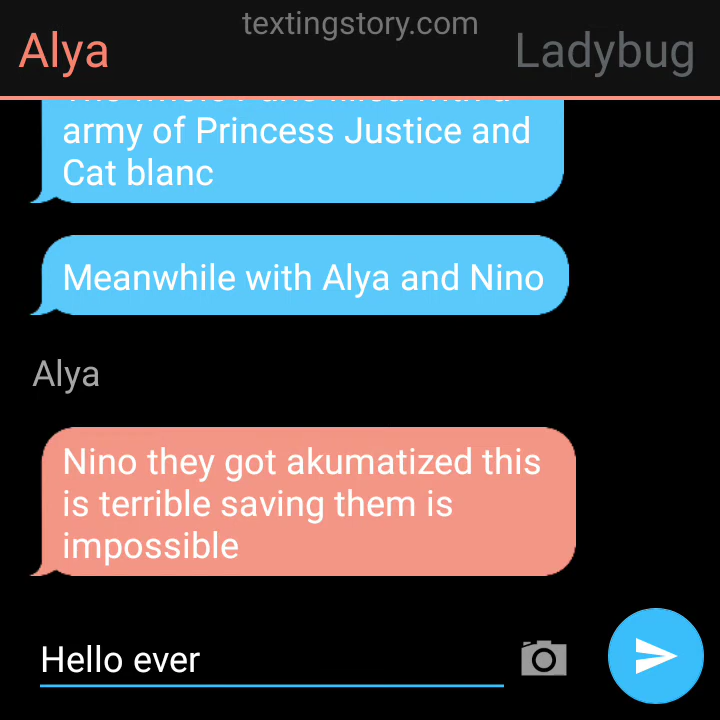 textingstory.com
Alya
Ladybug
army of Princess Justice and
Cat blanc
Meanwhile with Alya and Nino
Alya
Nino they got akumatized this
is terrible saving them is
impossible
Hello ever